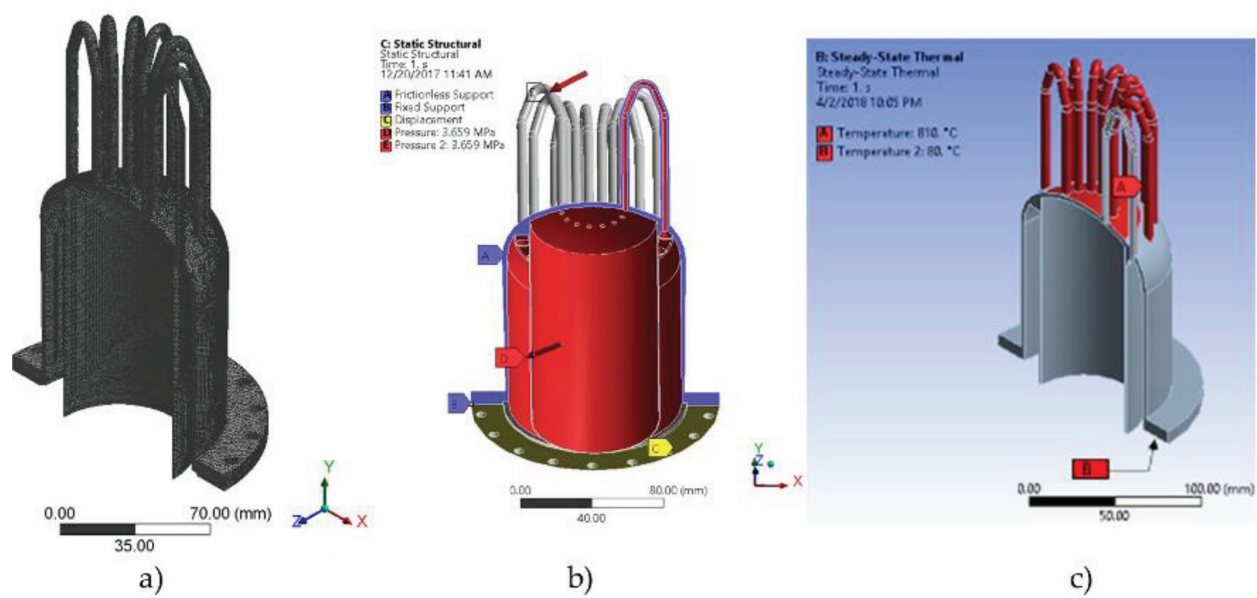 C: Static Structural
Static Structural
Time: 1. s
12/20/2017 11:41 AM
A Frictionless Support
B Fixed Support
C Displacement
D Pressure: 3.659 MPa
E Pressure 2: 3.659 MPa
A
D
C
0.00 80.00 (mm)
40.00
Y
Z
X
B: Steady-State Thermal
Steady-State Thermal
Time: 1. s
4/2/2018 10:05 PM
A Temperature: 810. °C
B Temperature 2: 80. °C
A
B
0.00 100.00 (mm)
50.00
0.00 70.00 (mm)
35.00
Y
Z
X
a)
b)
c)